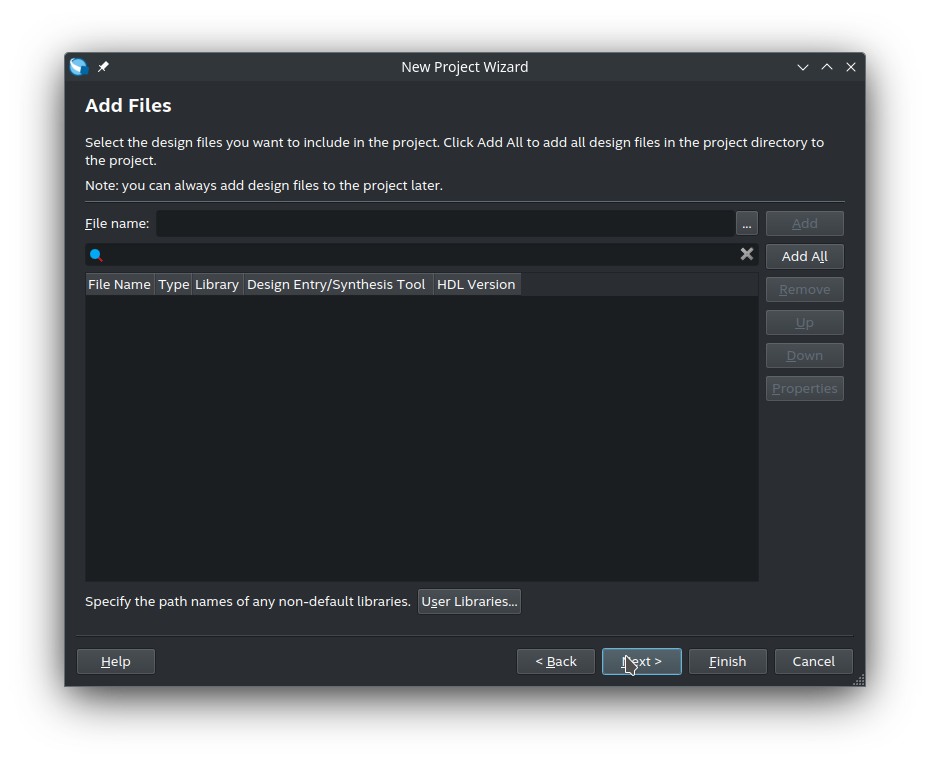 New Project Wizard
Add Files
Select the design files you want to include in the project. Click Add All to add all design files in the project directory to
the project.
Note: you can always add design files to the project later.
File name: ... Add
Add All
File Name Type Library Design Entry/Synthesis Tool HDL Version
Remove
Up
Down
Properties
Specify the path names of any non-default libraries. User Libraries...
Help < Back Next > Finish Cancel